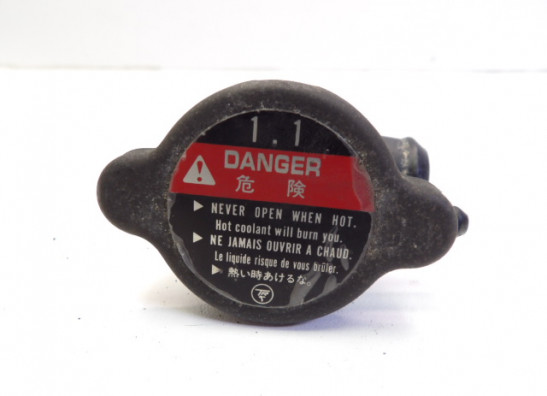 1.1
DANGER
危険
▶ NEVER OPEN WHEN HOT.
Hot coolant will burn you.
▶ NE JAMAIS OUVRIR A CHAUD.
Le liquide risque de vous brûler.
▶ 熱い時あけるな。